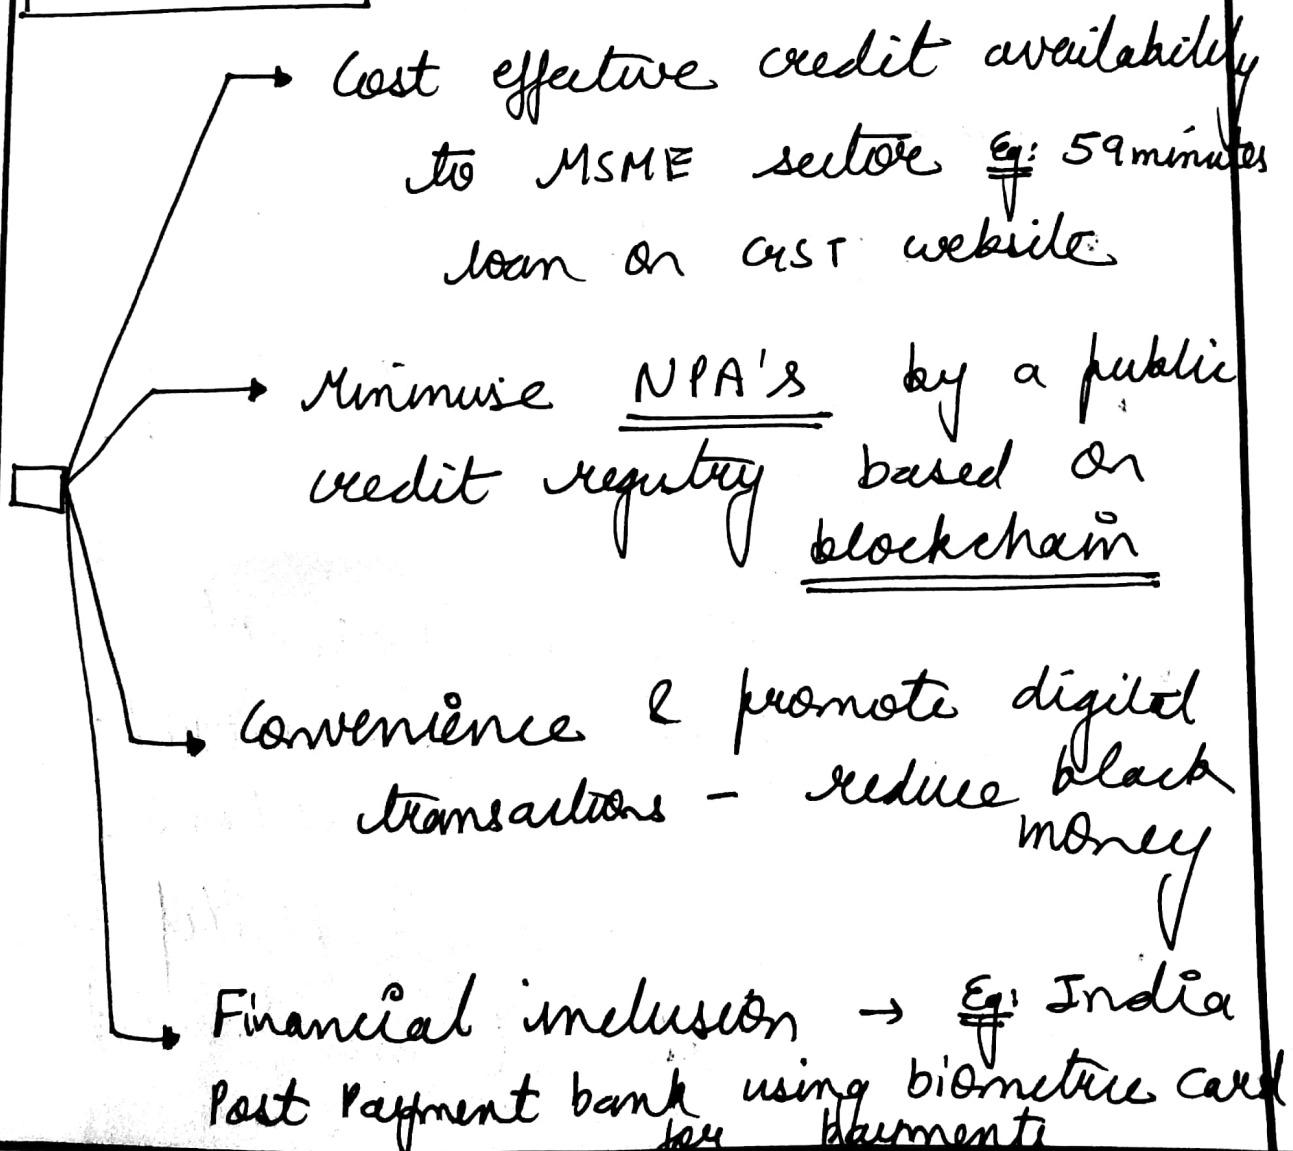 Cost effective credit availability
to MSME sector Eg: 59 minutes
loan on GST website
Minimise NPA's by a public
credit registry based on
blockchain
Convenience & promote digital
transactions - reduce black
money
Financial inclusion → Eg: India
Post Payment bank using biometric card
for payments